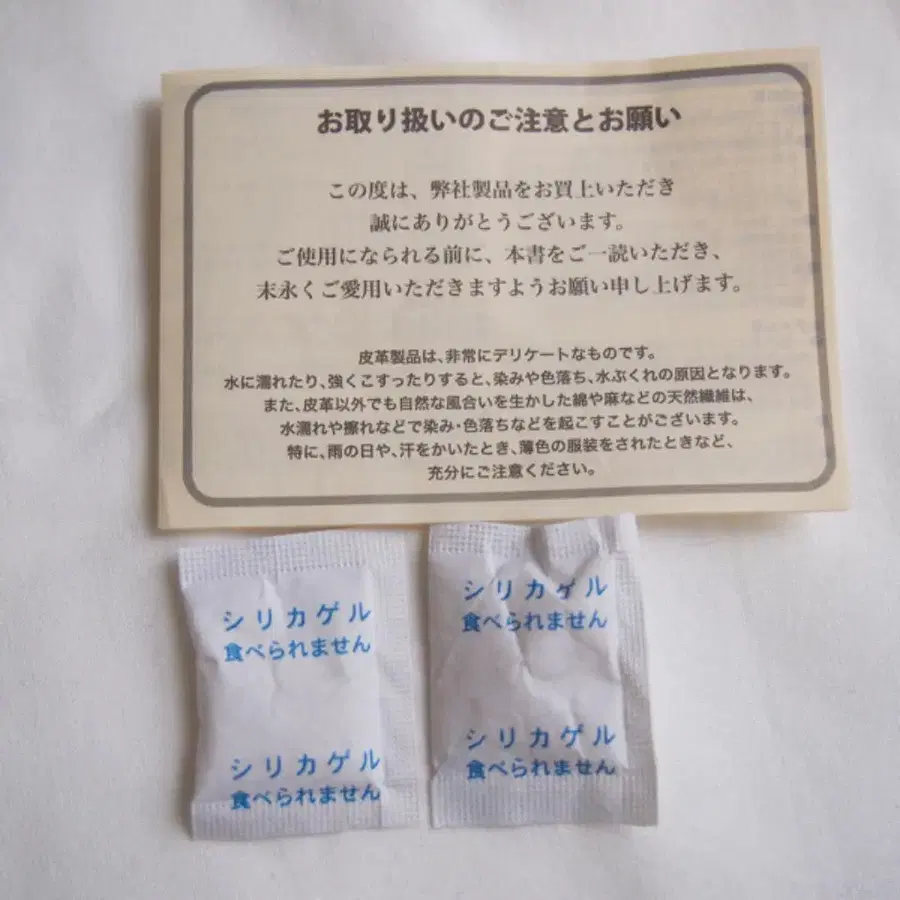 お取り扱いのご注意とお願い
この度は、弊社製品をお買上いただき
誠にありがとうございます。
ご使用になられる前に、本書をご一読いただき、
末永くご愛用いただきますようお願い申し上げます。
皮革製品は、非常にデリケートなものです。
水に濡れたり、強くこすったりすると、染みや色落ち、水ぶくれの原因となります。
また、皮革以外でも自然な風合いを生かした綿や麻などの天然繊維は、
水濡れや擦れなどで染み・色落ちなどを起こすことがございます。
特に、雨の日や、汗をかいたとき、薄色の服装をされたときなど、
充分にご注意ください。
シリカゲル
食べられません
シリカゲル
食べられません
シリカゲル
食べられません
シリカゲル
食べられません